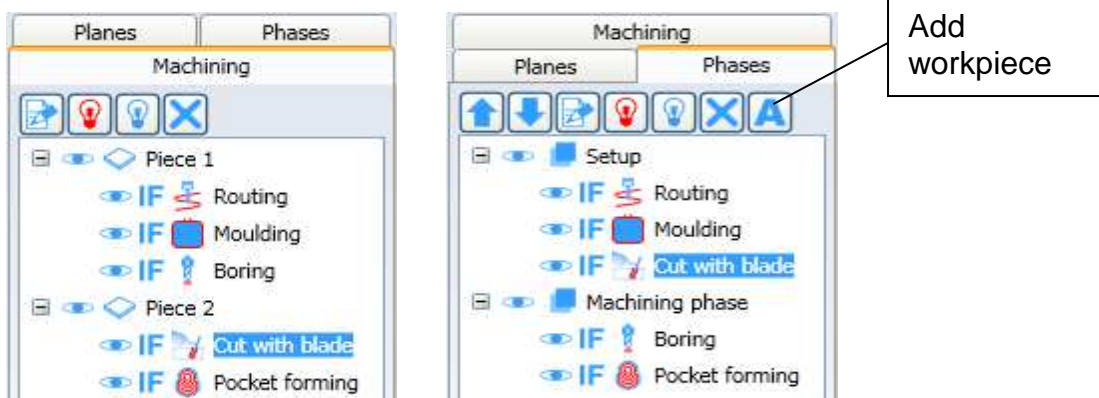 Planes Phases
Machining
Piece 1
IF Routing
IF Moulding
IF Boring
Piece 2
IF Cut with blade
IF Pocket forming
Machining
Planes Phases
A
Setup
IF Routing
IF Moulding
IF Cut with blade
Machining phase
IF Boring
IF Pocket forming
Add
workpiece